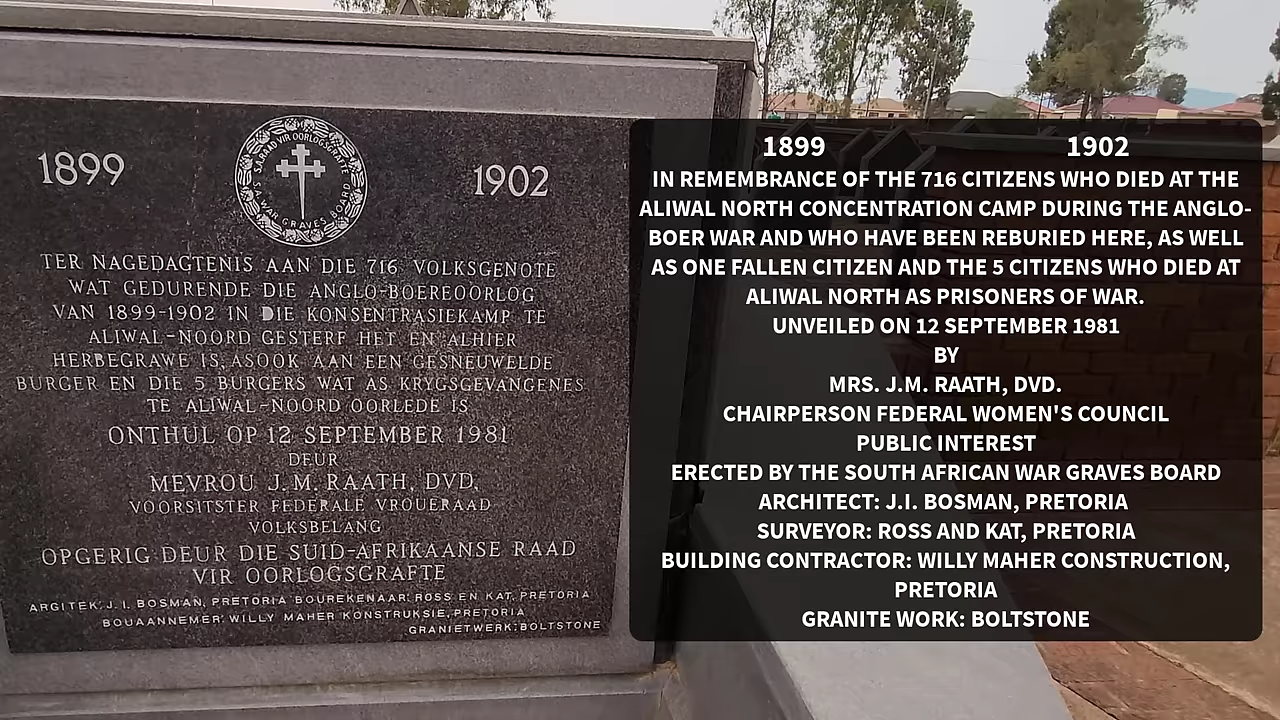 1899
1902
S.A. RAAD VIR OORLOGSGRAFTE
S.A. WAR GRAVES BOARD
TER NAGEDAGTENIS AAN DIE 716 VOLKSGENOTE
WAT GEDURENDE DIE ANGLO-BOEREOORLOG
VAN 1899-1902 IN DIE KONSENTRASIEKAMP TE
ALIWAL-NOORD GESTERF HET EN ALHIER
HERBEGRAWE IS, ASOOK AAN EEN GESNEUWELDE
BURGER EN DIE 5 BURGERS WAT AS KRYGSGEVANGENES
TE ALIWAL-NOORD OORLEDE IS
ONTHUL OP 12 SEPTEMBER 1981
DEUR
MEVROU J.M. RAATH, DVD,
VOORSITSTER FEDERALE VROUERAAD
VOLKSBELANG
OPGERIG DEUR DIE SUID-AFRIKAANSE RAAD
VIR OORLOGSGRAFTE
ARGITEK: J. I. BOSMAN, PRETORIA BOUREKENAAR: ROSS EN KAT, PRETORIA
BOUAANNEMER: WILLY MAHER KONSTRUKSIE, PRETORIA
GRANIETWERK: BOLTSTONE
1899 1902
IN REMEMBRANCE OF THE 716 CITIZENS WHO DIED AT THE
ALIWAL NORTH CONCENTRATION CAMP DURING THE ANGLO-
BOER WAR AND WHO HAVE BEEN REBURIED HERE, AS WELL
AS ONE FALLEN CITIZEN AND THE 5 CITIZENS WHO DIED AT
ALIWAL NORTH AS PRISONERS OF WAR.
UNVEILED ON 12 SEPTEMBER 1981
BY
MRS. J.M. RAATH, DVD.
CHAIRPERSON FEDERAL WOMEN'S COUNCIL
PUBLIC INTEREST
ERECTED BY THE SOUTH AFRICAN WAR GRAVES BOARD
ARCHITECT: J.I. BOSMAN, PRETORIA
SURVEYOR: ROSS AND KAT, PRETORIA
BUILDING CONTRACTOR: WILLY MAHER CONSTRUCTION,
PRETORIA
GRANITE WORK: BOLTSTONE